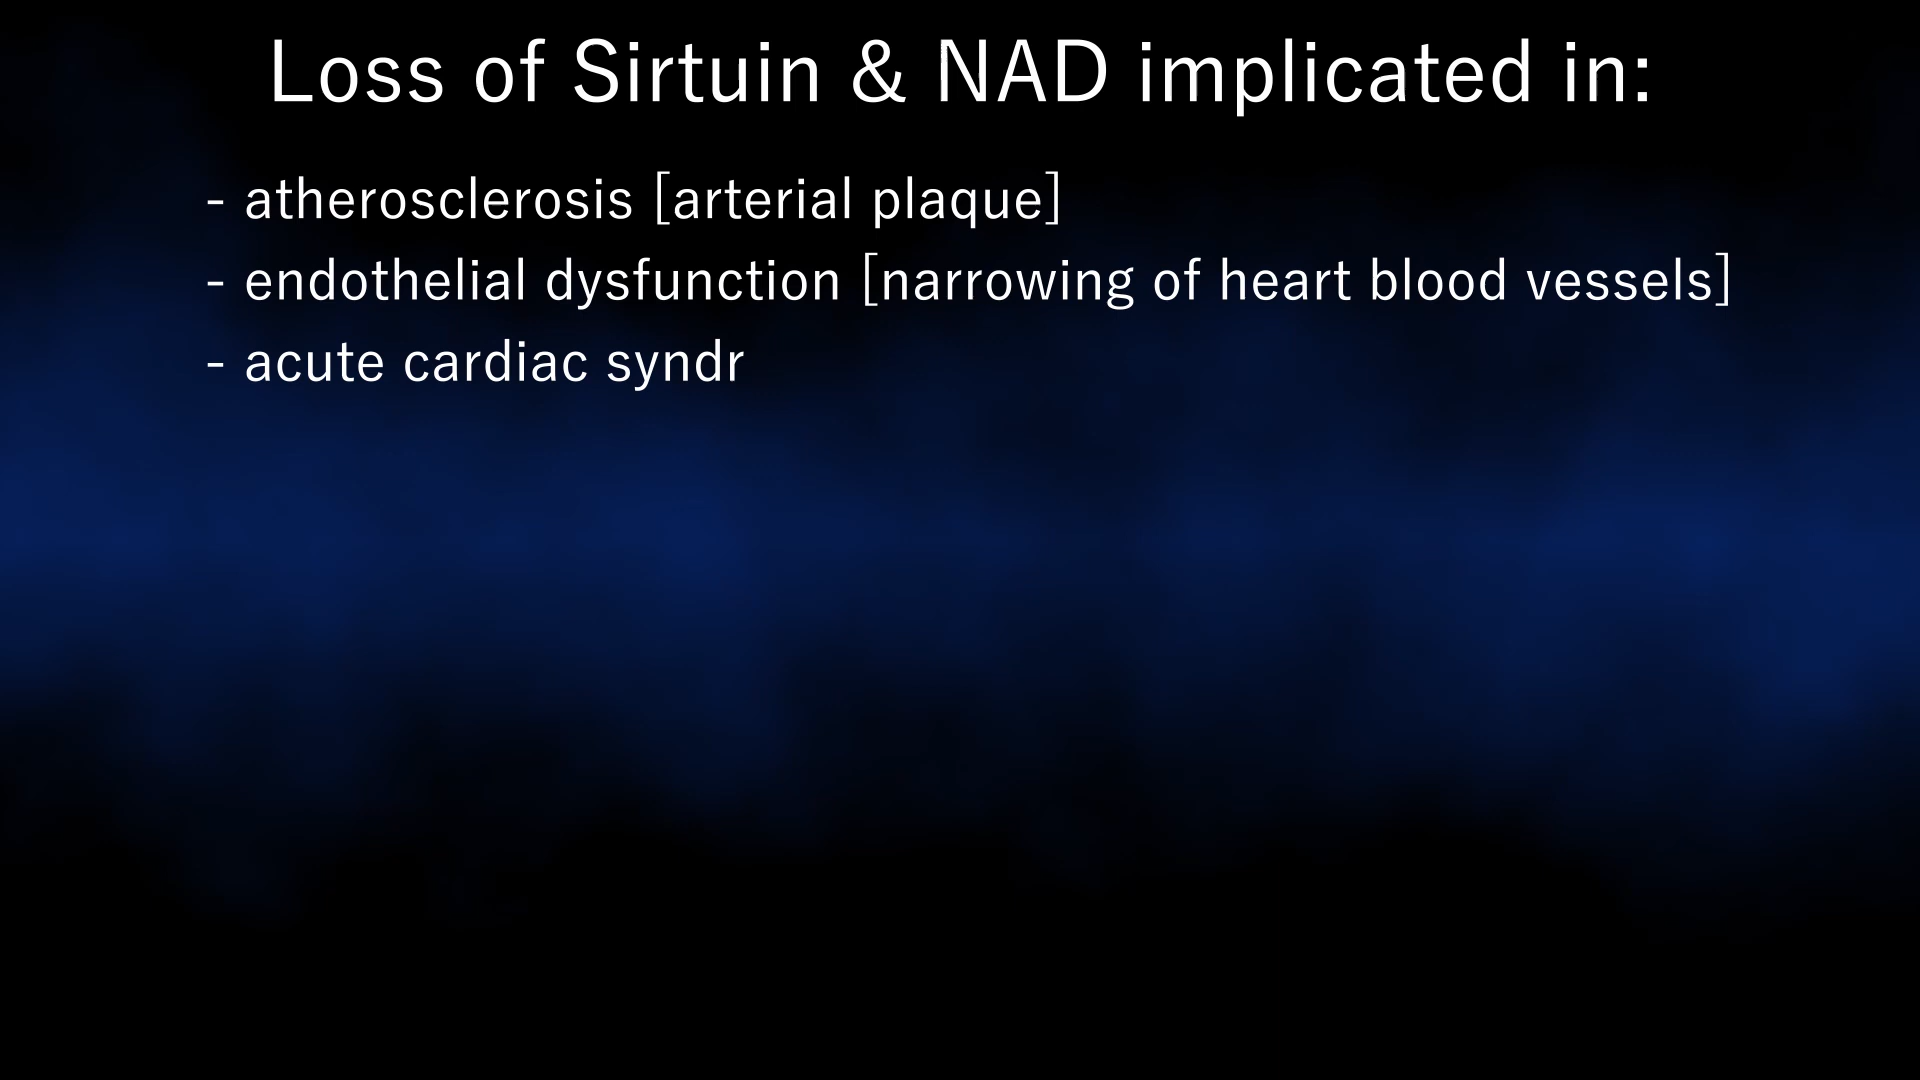 Loss of Sirtuin & NAD implicated in:
- atherosclerosis [arterial plaque]
- endothelial dysfunction [narrowing of heart blood vessels]
- acute cardiac syndr